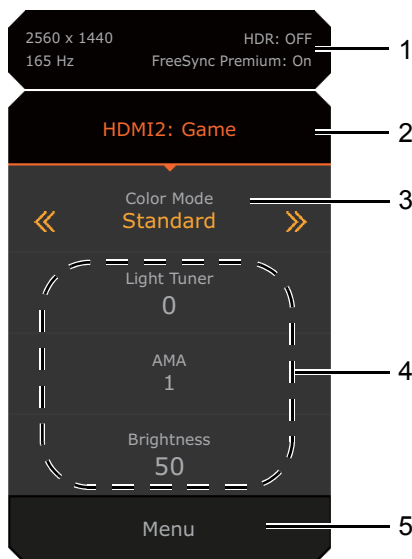 2560 x 1440 HDR: OFF
165 Hz FreeSync Premium: On
1
HDMI2: Game
2
Color Mode
3
Standard
Light Tuner
0
AMA
1
4
Brightness
50
Menu
5